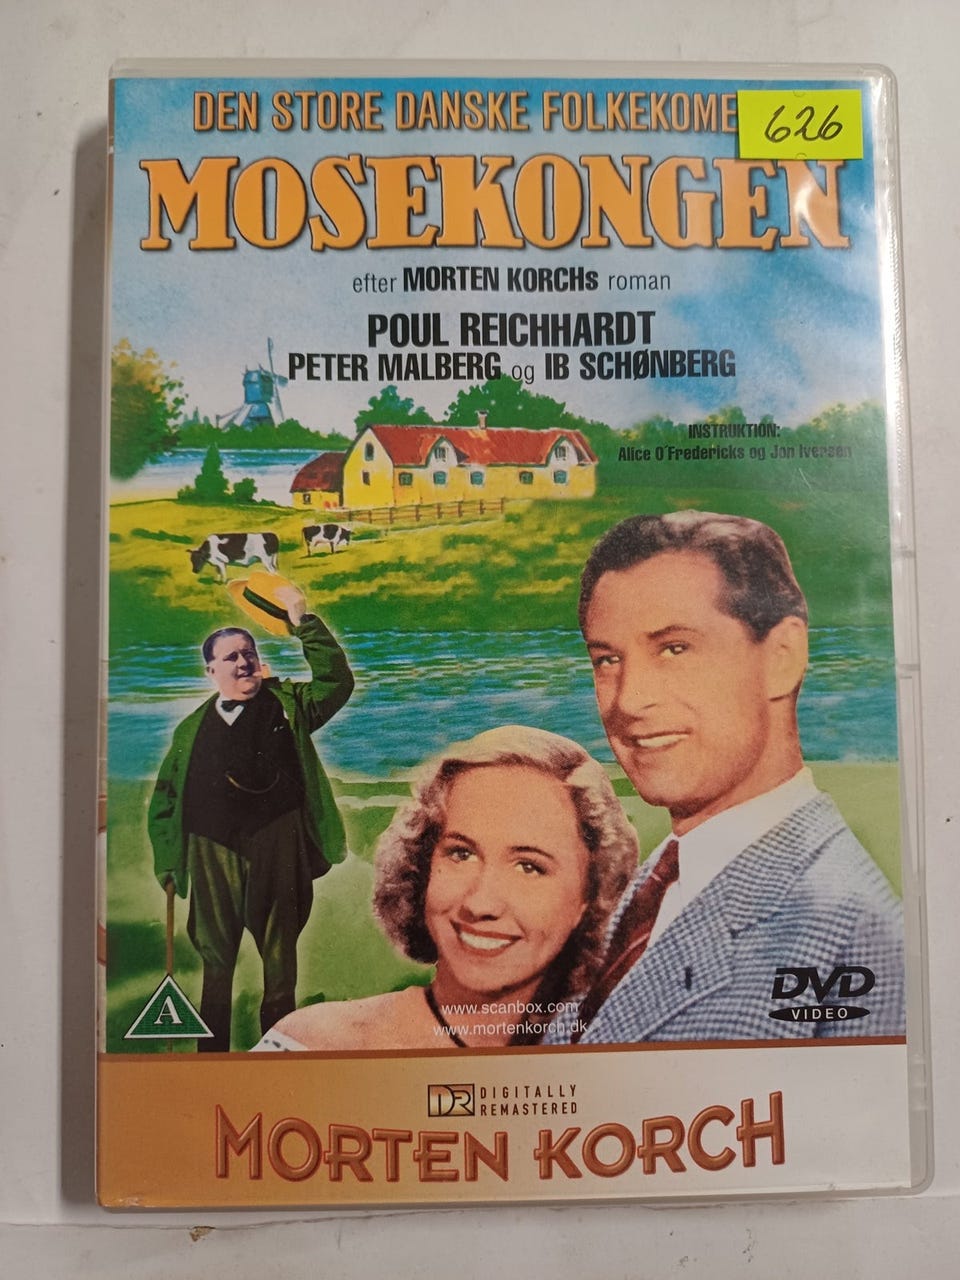 DEN STORE DANSKE FOLKEKOME
626
MOSEKONGEN
efter MORTEN KORCHs roman
POUL REICHHARDT
PETER MALBERG og IB SCHØNBERG
INSTRUKTION:
Alice O'Fredericks og Jon Iversen
A
www.scanbox.com
www.mortenkorch.dk
DVD
VIDEO
DR DIGITALLY
REMASTERED
MORTEN KORCH